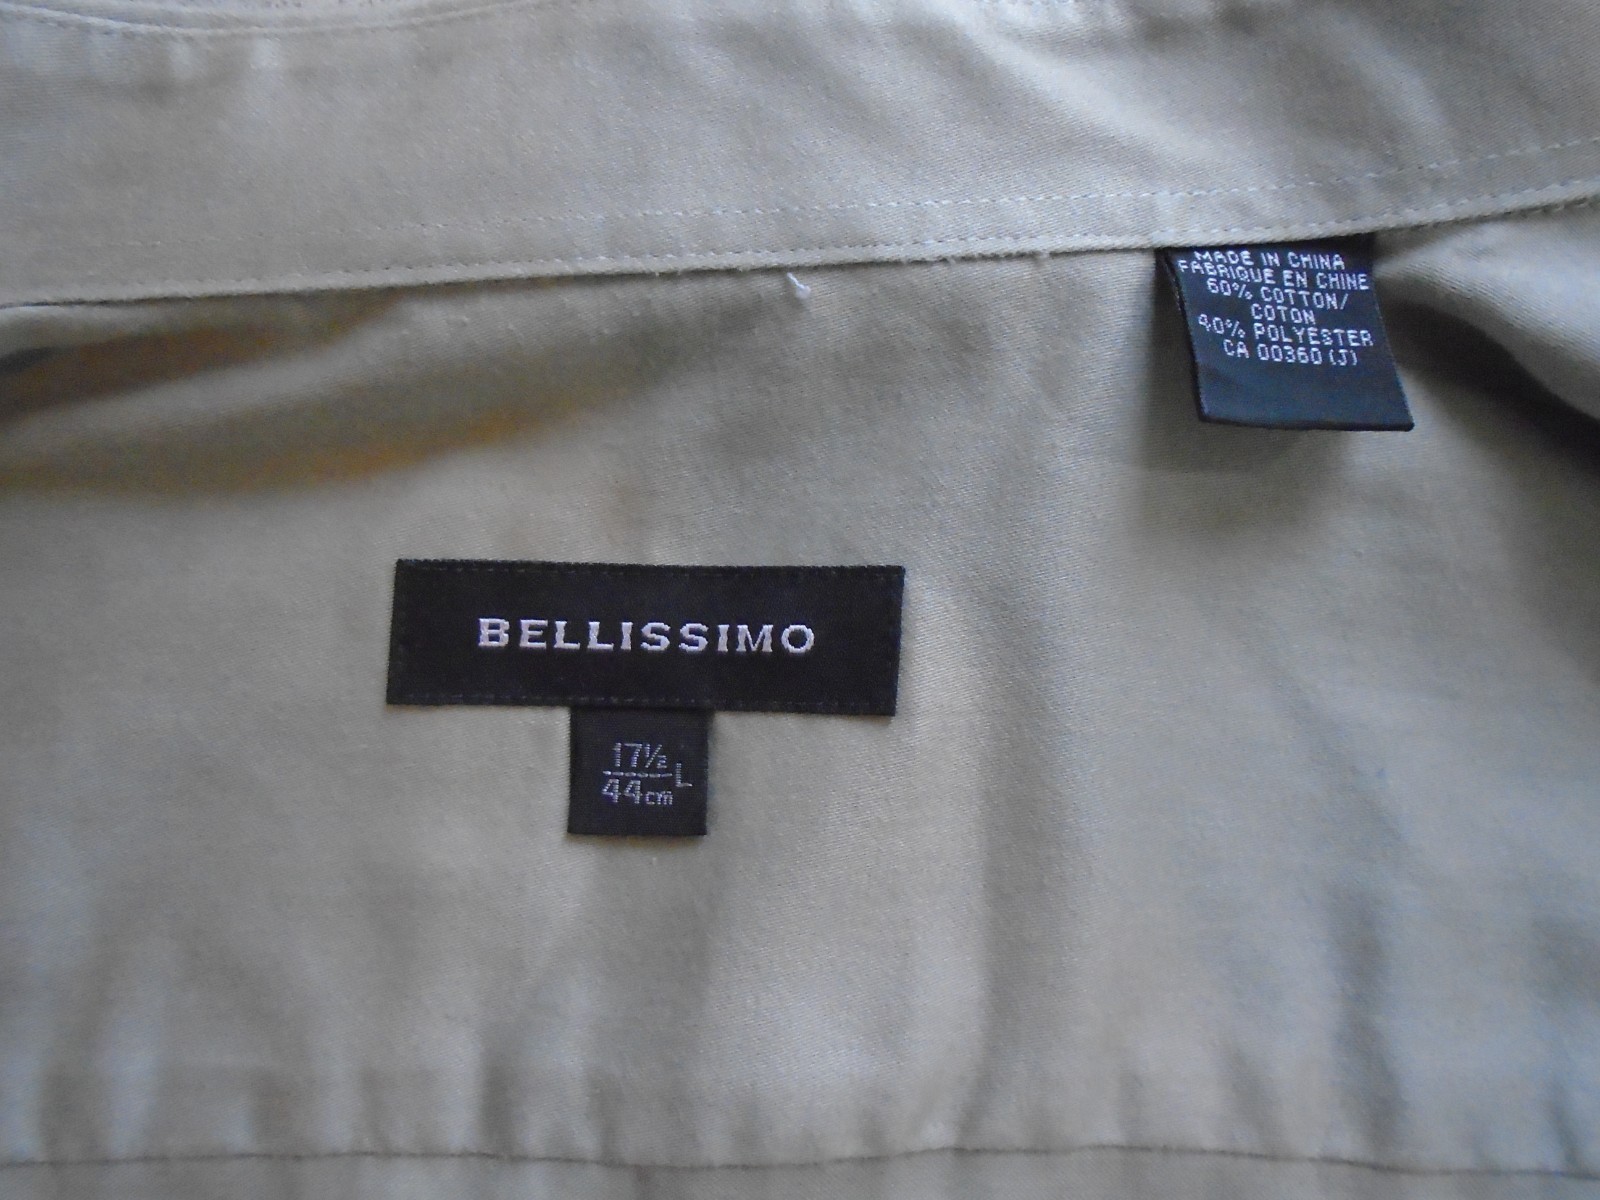 MADE IN CHINA
FABRIQUE EN CHINE
60% COTTON/
COTON
40% POLYESTER
CA 00360 (J)
BELLISSIMO
17½
L
44cm